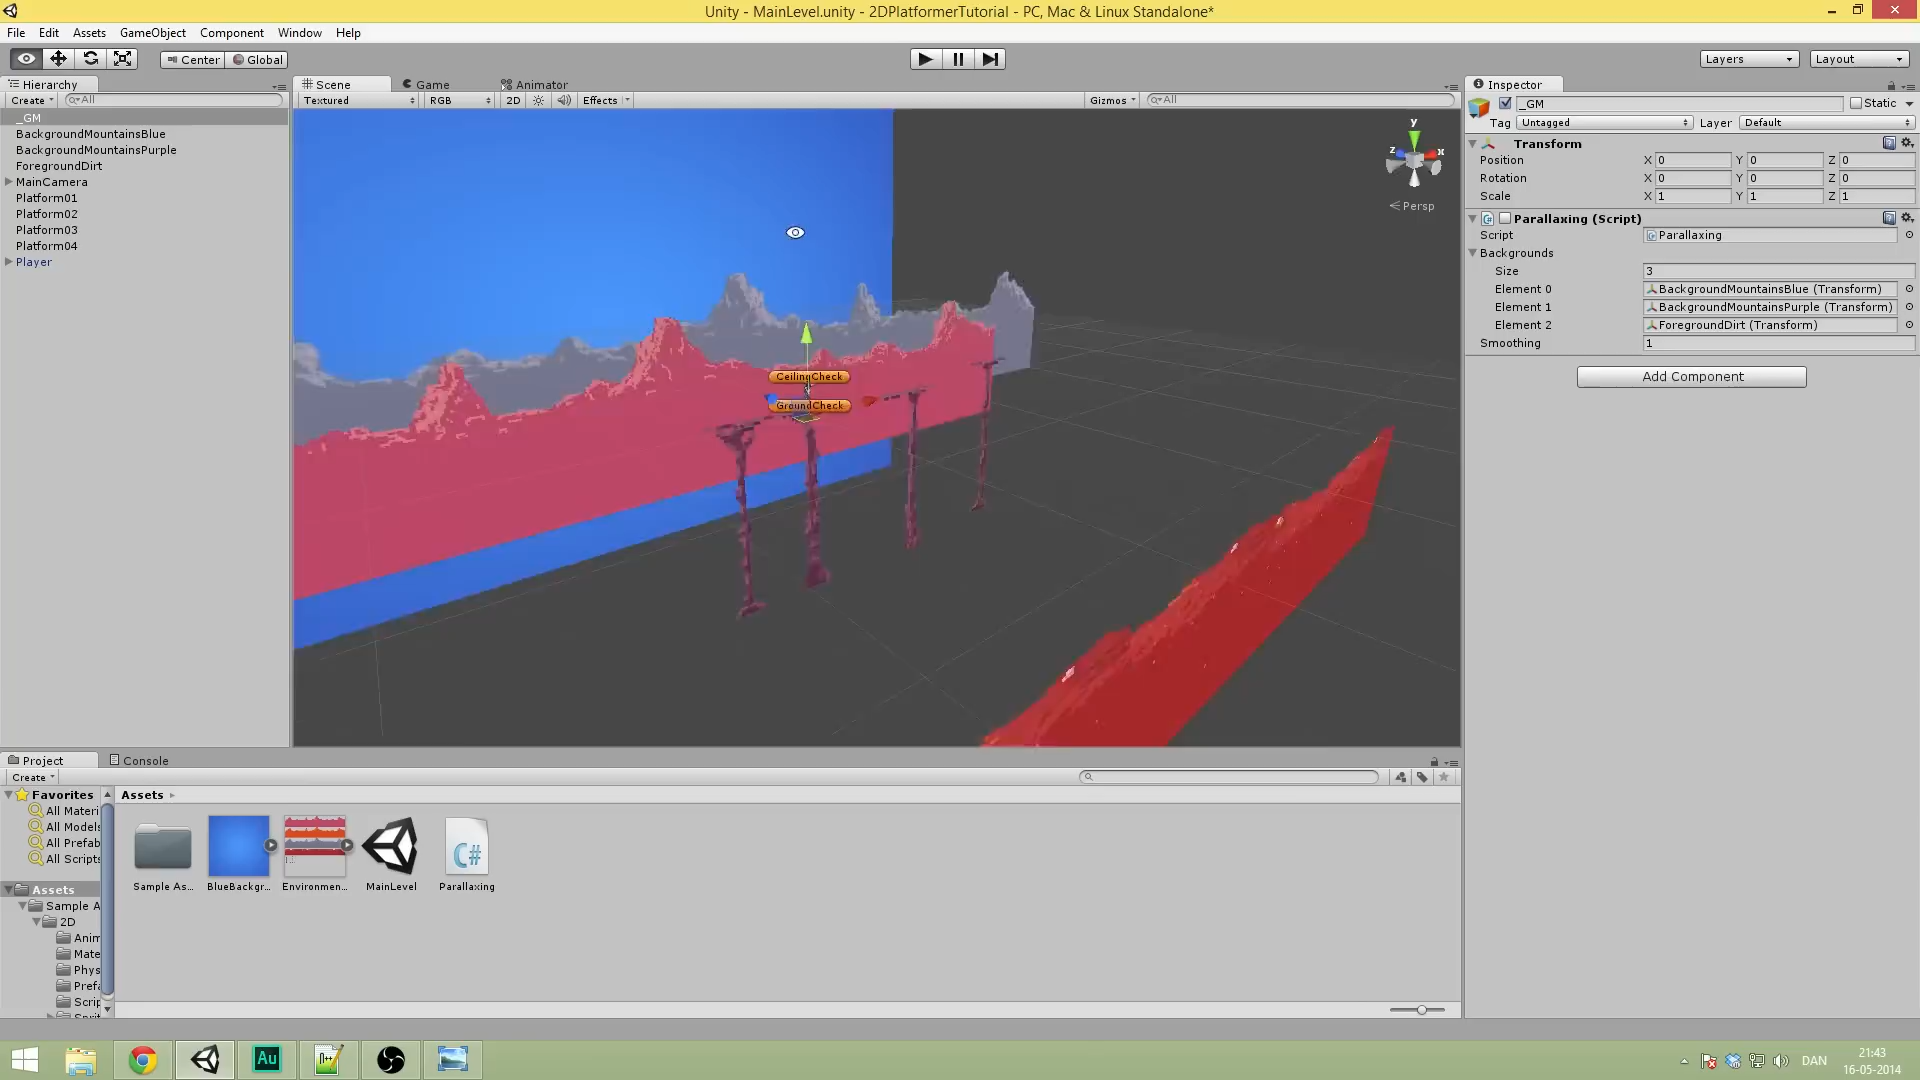 Unity - MainLevel.unity - 2DPlatformerTutorial - PC, Mac & Linux Standalone*
File Edit Assets GameObject Component Window Help
Center Global Layers Layout
Hierarchy
Create All
_GM
BackgroundMountainsBlue
BackgroundMountainsPurple
ForegroundDirt
MainCamera
Platform01
Platform02
Platform03
Platform04
Player
Scene Game Animator
Textured RGB 2D Effects Gizmos All
y
z x
Persp
CeilingCheck
GroundCheck
Inspector
_GM Static
Tag Untagged Layer Default
Transform
Position X 0 Y 0 Z 0
Rotation X 0 Y 0 Z 0
Scale X 1 Y 1 Z 1
Parallaxing (Script)
Script Parallaxing
Backgrounds
Size 3
Element 0 BackgroundMountainsBlue (Transform)
Element 1 BackgroundMountainsPurple (Transform)
Element 2 ForegroundDirt (Transform)
Smoothing 1
Add Component
Project Console
Create
Favorites
All Materi
All Models
All Prefab
All Scripts
Assets
Sample A
2D
Anim
Mate
Phys
Prefa
Scrip
Assets
C#
Sample As... BlueBackgr... Environmen... MainLevel Parallaxing
Au
DAN
21:43
16-05-2014